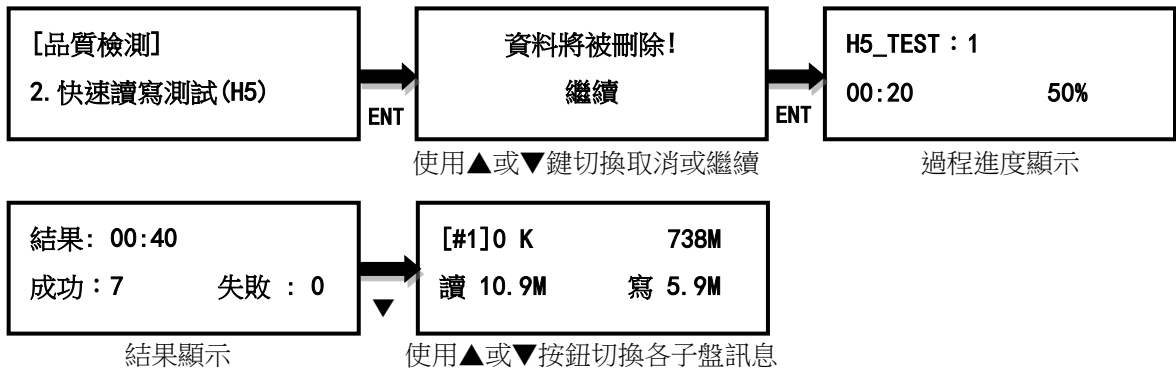 [品質檢測]
2. 快速讀寫測試(H5)
ENT
資料將被刪除!
繼續
ENT
H5_TEST：1
00:20 50%
使用▲或▼鍵切換取消或繼續
過程進度顯示
結果: 00:40
成功：7 失敗 : 0
▼
[#1]0 K 738M
讀 10.9M 寫 5.9M
結果顯示
使用▲或▼按鈕切換各子盤訊息